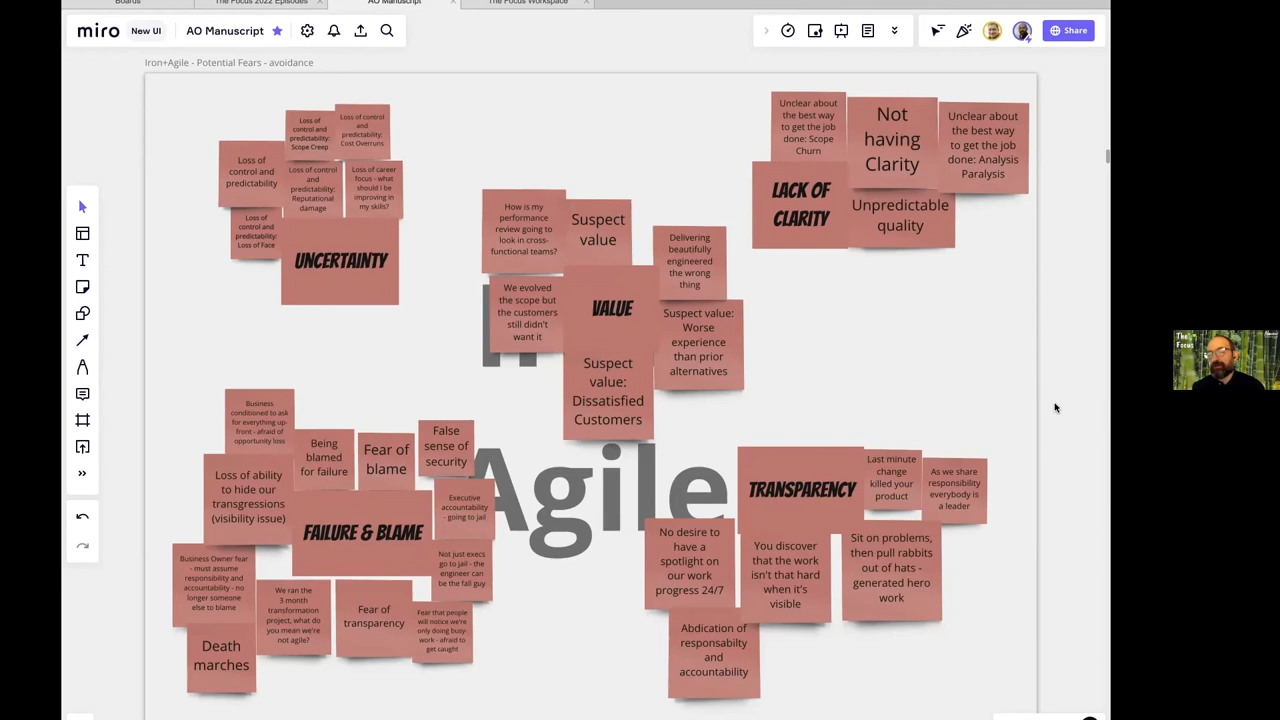 Boards
The Focus 2022 Episodes
AO Manuscript
The Focus Workspace
miro
New UI
AO Manuscript
Share
Iron+Agile - Potential Fears - avoidance
Loss of
control and
predictability:
Scope Creep
Loss of control
and
predictability:
Cost Overruns
Loss of
control and
predictability
Loss of control
and
predictability:
Reputational
damage
Loss of career
focus - what
should I be
improving in
my skills?
Loss of
control and
predictability:
Loss of Face
UNCERTAINTY
How is my
performance
review going to
look in cross-
functional teams?
Suspect
value
Delivering
beautifully
engineered
the wrong
thing
We evolved
the scope but
the customers
still didn't
want it
VALUE
Suspect value:
Worse
experience
than prior
alternatives
Suspect
value:
Dissatisfied
Customers
Unclear about
the best way
to get the job
done: Scope
Churn
Not
having
Clarity
Unclear about
the best way
to get the job
done: Analysis
Paralysis
LACK OF
CLARITY
Unpredictable
quality
Agile
Business
conditioned to ask
for everything up-
front - afraid of
opportunity loss
Being
blamed
for failure
Fear of
blame
False
sense of
security
Loss of ability
to hide our
transgressions
(visibility issue)
FAILURE & BLAME
Executive
accountability
- going to jail
Not just execs
go to jail - the
engineer can
be the fall guy
Business Owner fear
- must assume
responsibility and
accountability - no
longer someone
else to blame
We ran the
3 month
transformation
project, what do
you mean we're
not agile?
Fear of
transparency
Fear that people
will notice we're
only doing busy-
work - afraid to
get caught
Death
marches
TRANSPARENCY
Last minute
change
killed your
product
As we share
responsibility
everybody is
a leader
No desire to
have a
spotlight on
our work
progress 24/7
You discover
that the work
isn't that hard
when it's
visible
Sit on problems,
then pull rabbits
out of hats -
generated hero
work
Abdication of
responsabilty
and
accountability
The
Focus